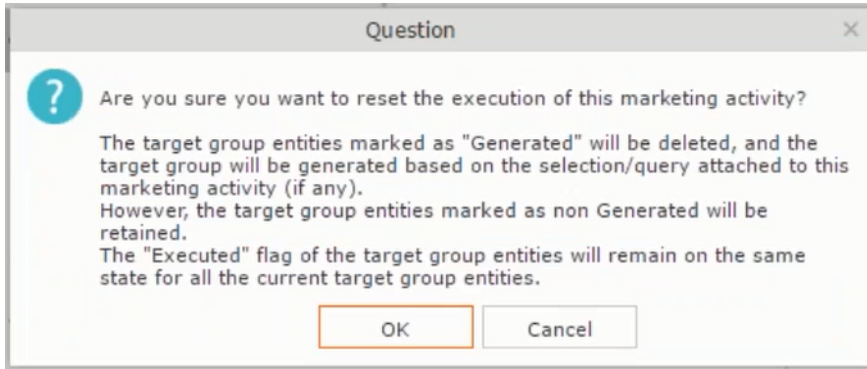 Question
Are you sure you want to reset the execution of this marketing activity?
The target group entities marked as "Generated" will be deleted, and the
target group will be generated based on the selection/query attached to this
marketing activity (if any).
However, the target group entities marked as non Generated will be
retained.
The "Executed" flag of the target group entities will remain on the same
state for all the current target group entities.
OK Cancel